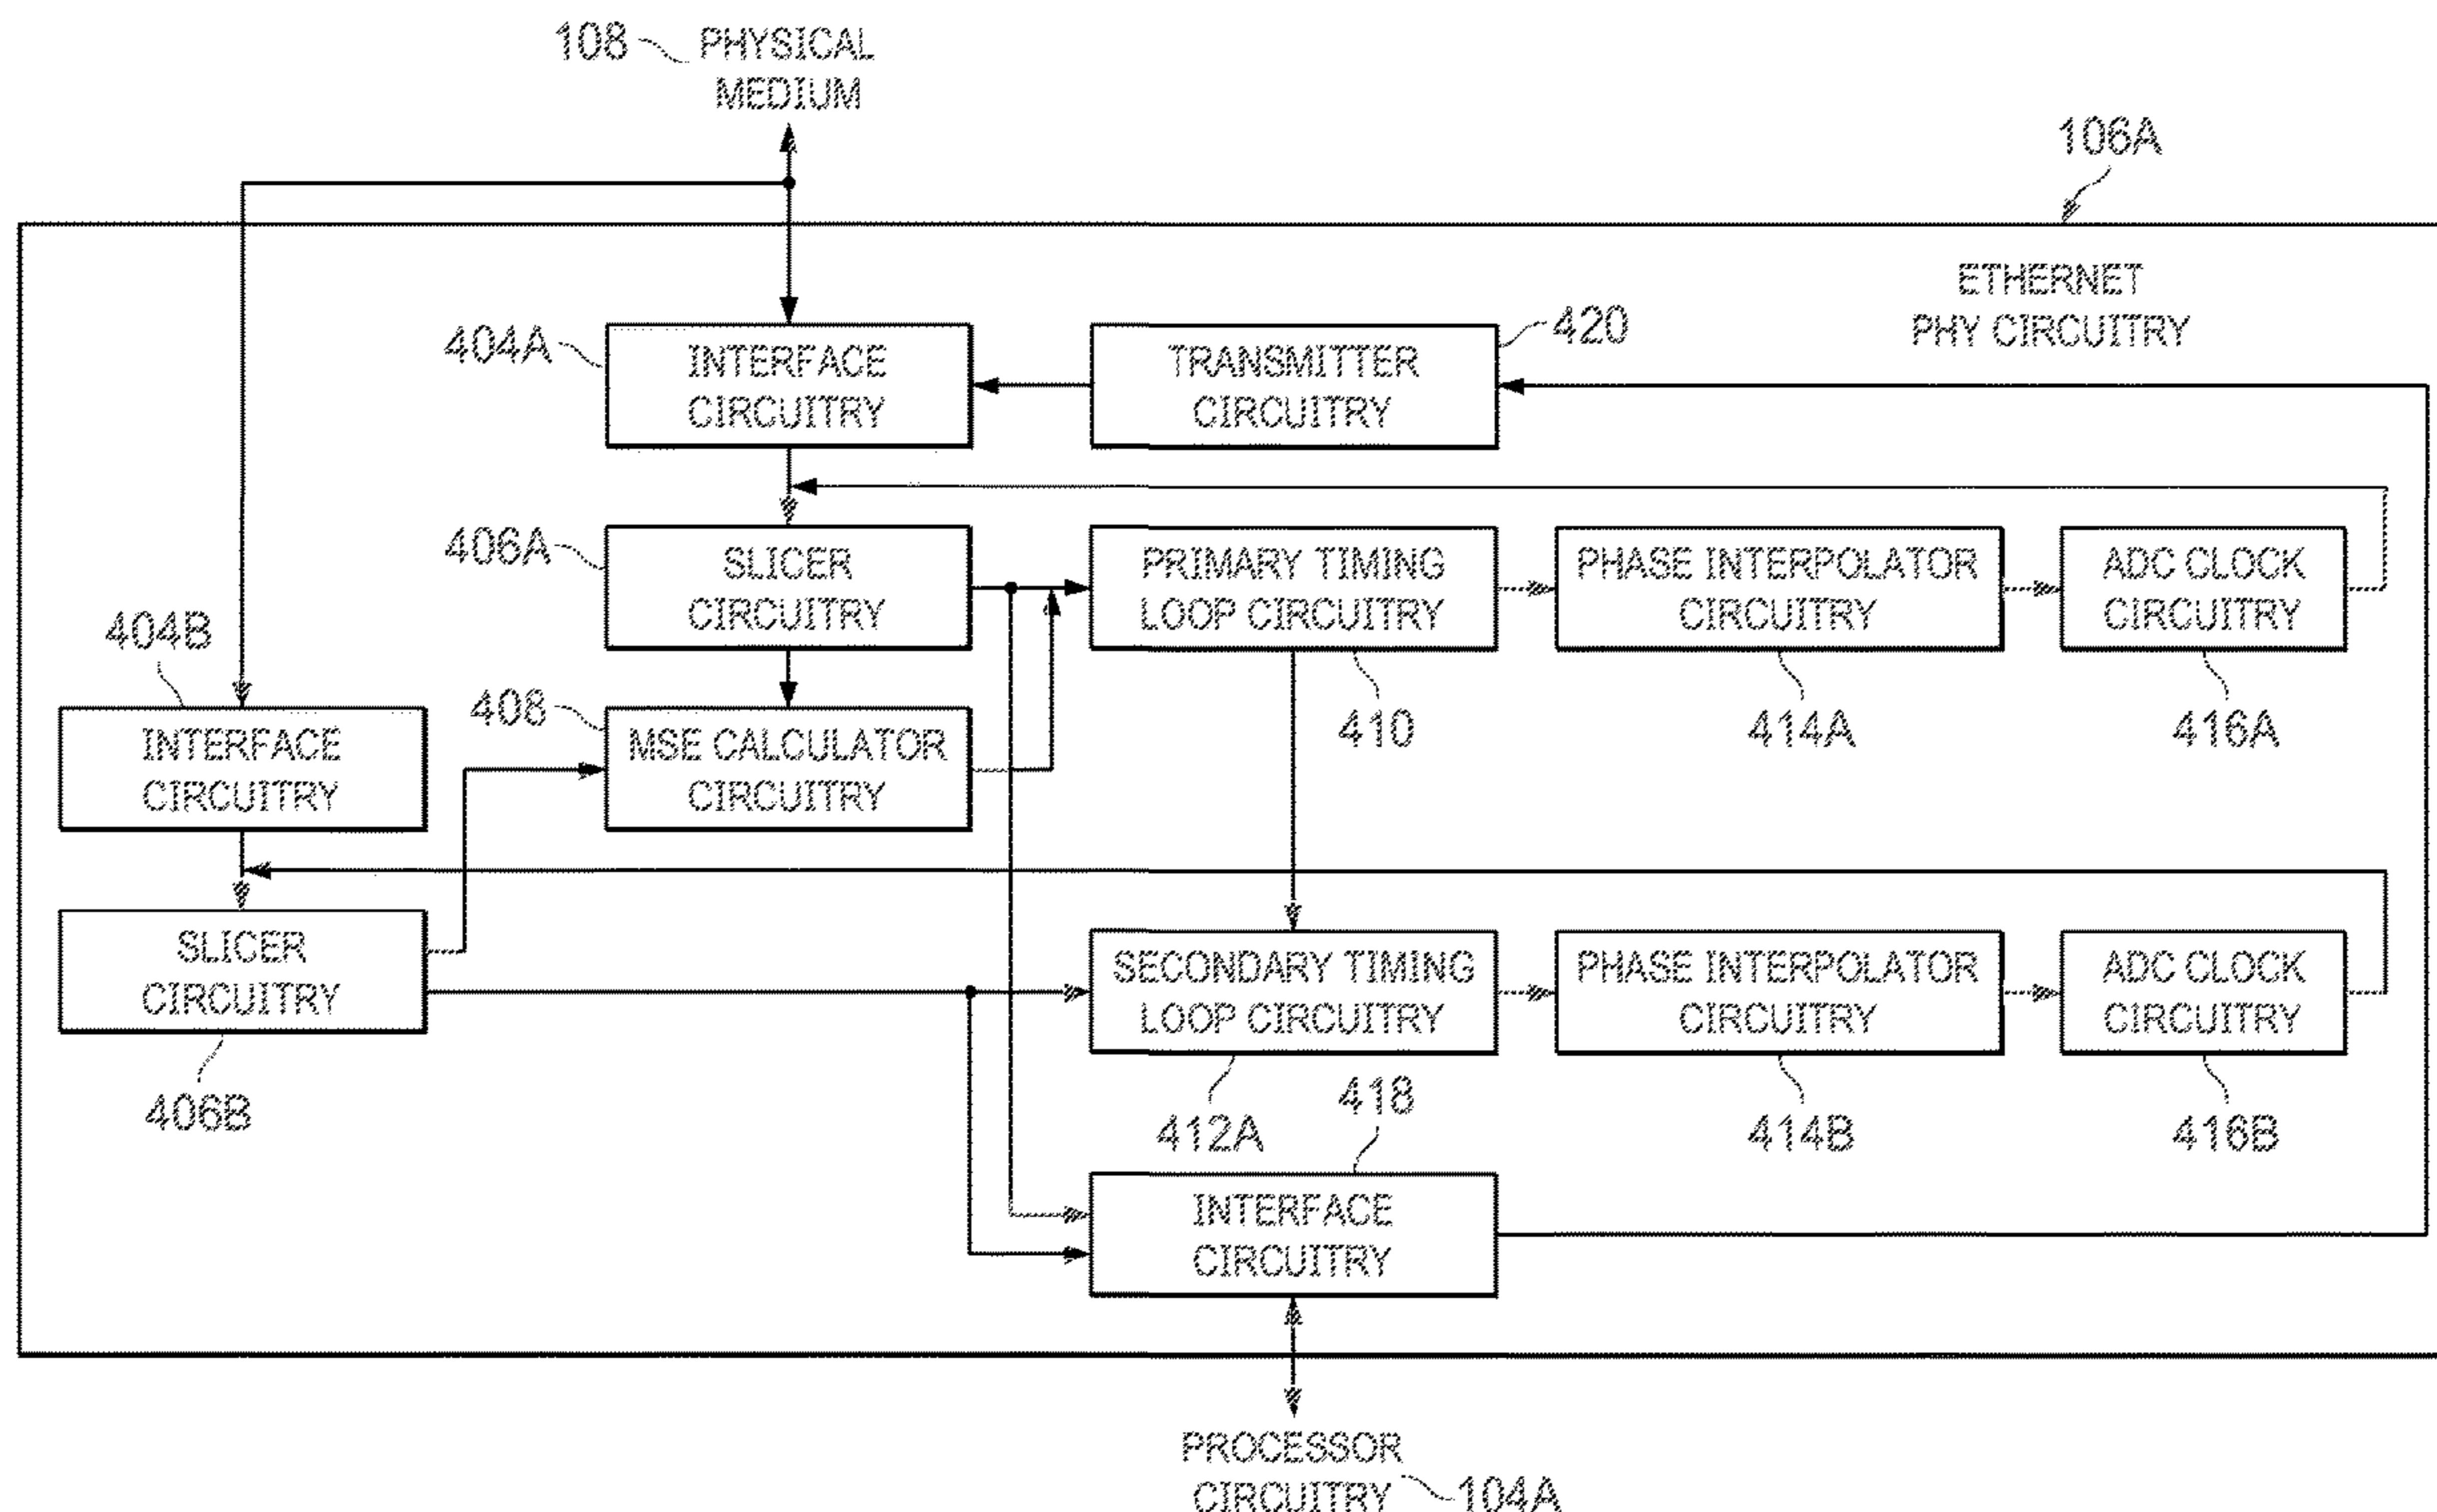 108 PHYSICAL
MEDIUM
106A
ETHERNET
PHY CIRCUITRY
404A
INTERFACE
CIRCUITRY
TRANSMITTER
CIRCUITRY
420
406A
SLICER
CIRCUITRY
PRIMARY TIMING
LOOP CIRCUITRY
PHASE INTERPOLATOR
CIRCUITRY
ADC CLOCK
CIRCUITRY
404B
408
410
414A
416A
INTERFACE
CIRCUITRY
MSE CALCULATOR
CIRCUITRY
SLICER
CIRCUITRY
SECONDARY TIMING
LOOP CIRCUITRY
PHASE INTERPOLATOR
CIRCUITRY
ADC CLOCK
CIRCUITRY
406B
412A
418
414B
416B
INTERFACE
CIRCUITRY
PROCESSOR
CIRCUITRY 104A